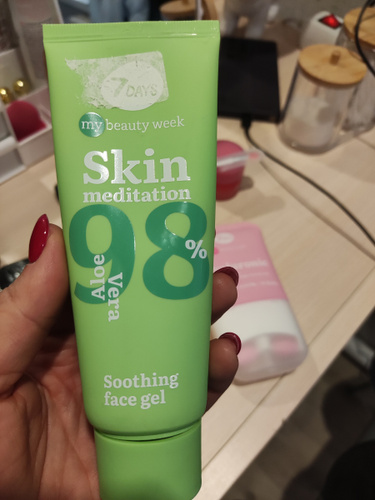 7 DAYS
my beauty week
Skin
meditation
98%
Aloe
Vera
Soothing
face gel